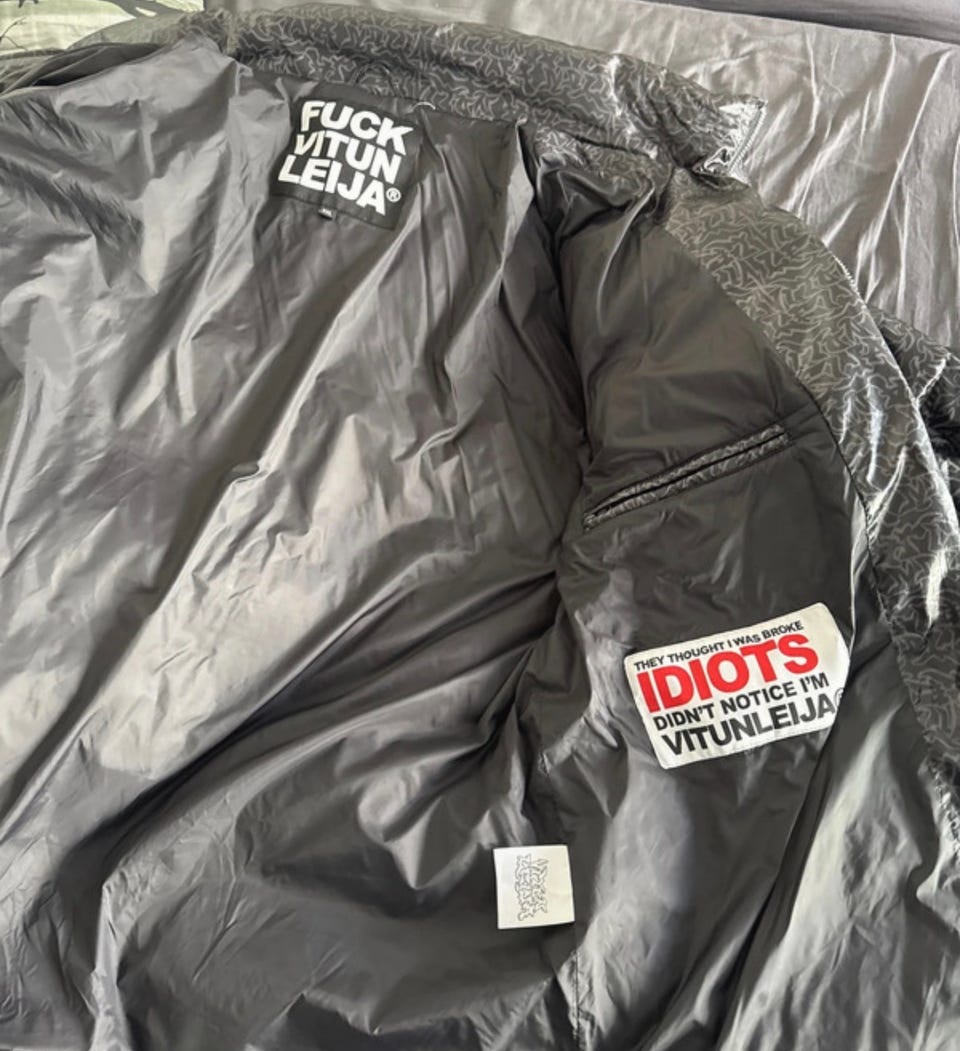 FUCK
VITUN
LEIJA®
THEY THOUGHT I WAS BROKE
IDIOTS
DIDN'T NOTICE I'M
VITUNLEIJA®